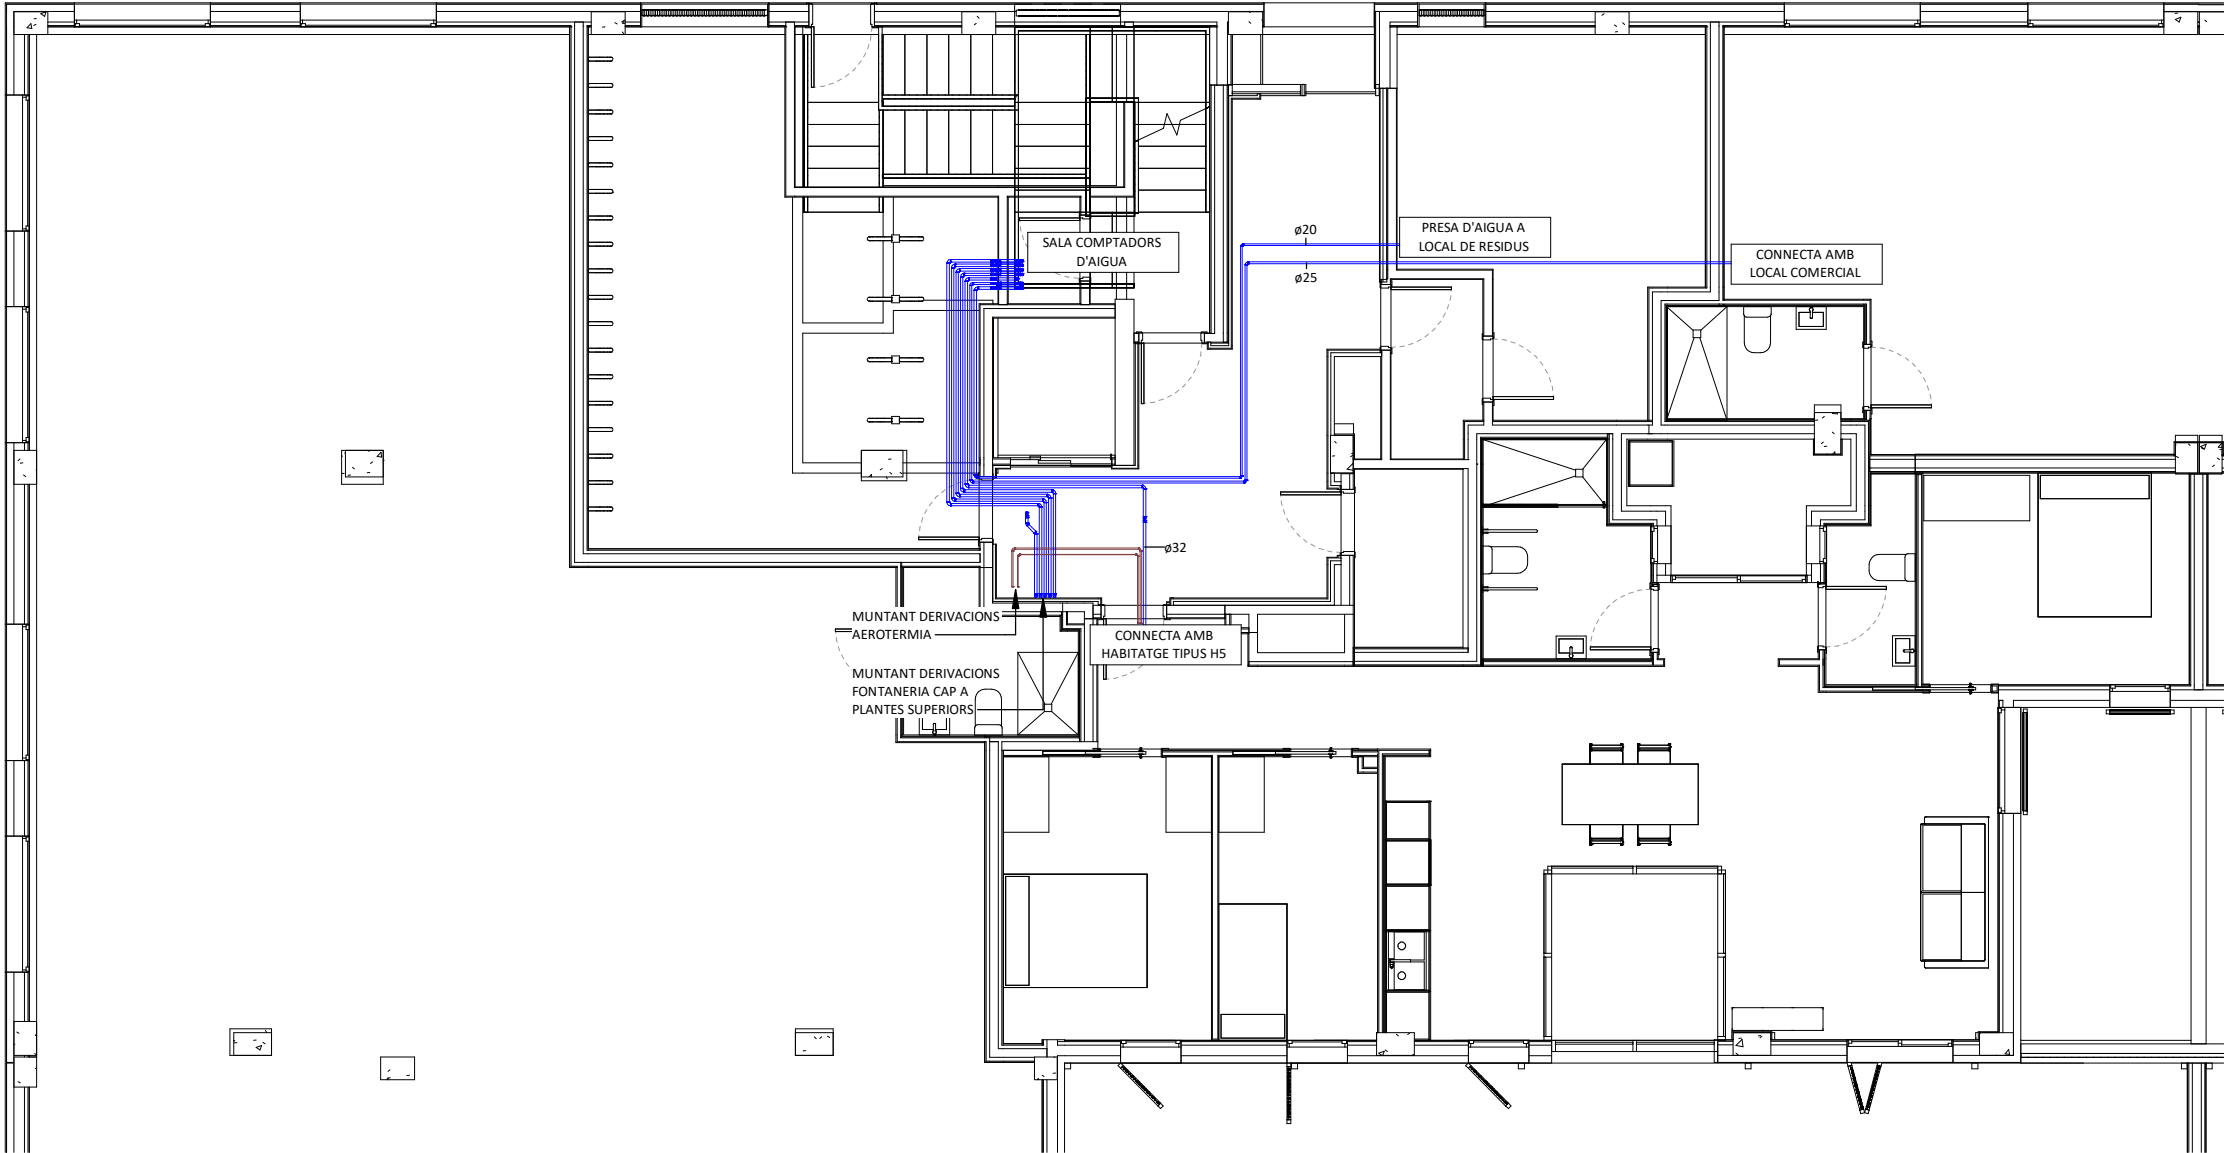 ø20
PRESA D'AIGUA A
LOCAL DE RESIDUS
SALA COMPTADORS
D'AIGUA
CONNECTA AMB
LOCAL COMERCIAL
ø25
ø32
MUNTANT DERIVACIONS
AEROTERMIA
CONNECTA AMB
HABITATGE TIPUS H5
MUNTANT DERIVACIONS
FONTANERIA CAP A
PLANTES SUPERIORS